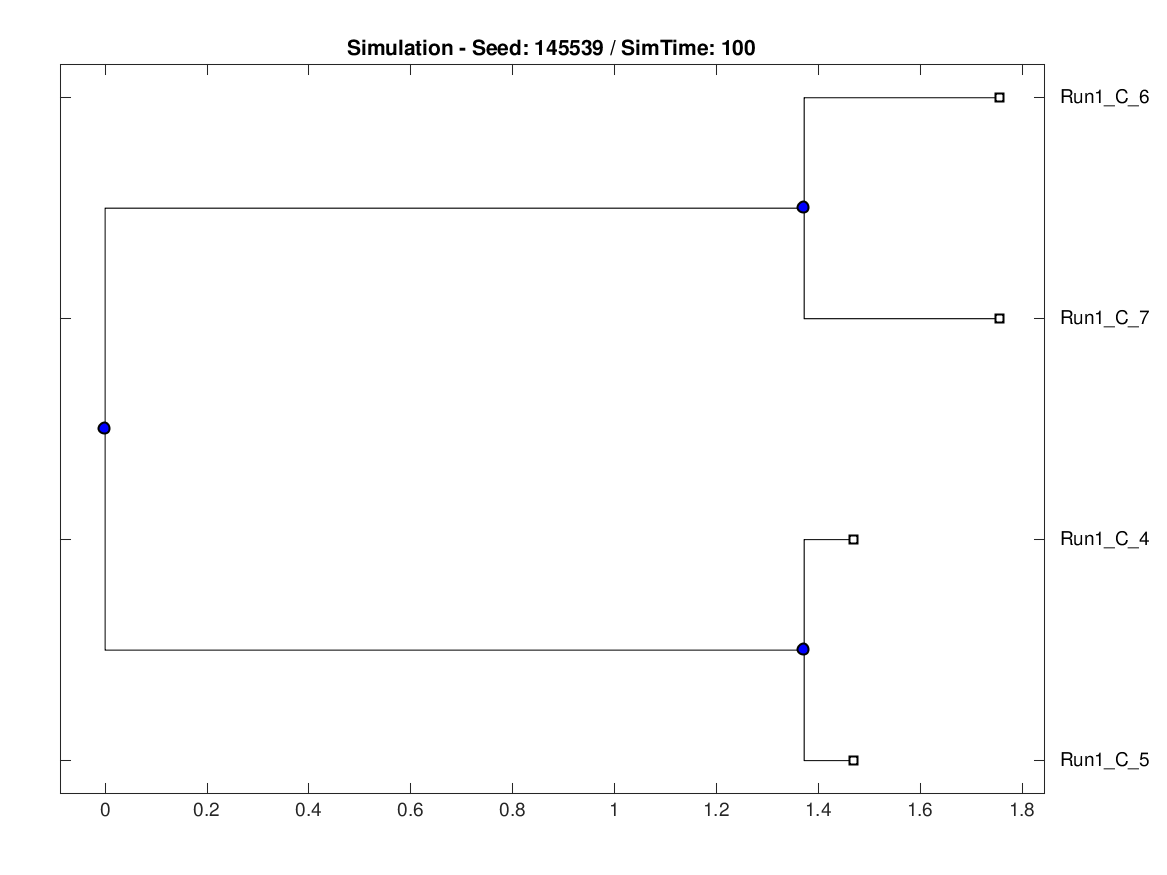 Simulation - Seed: 145539 / SimTime: 100
Run1_C_6
Run1_C_7
Run1_C_4
Run1_C_5
0 0.2 0.4 0.6 0.8 1 1.2 1.4 1.6 1.8